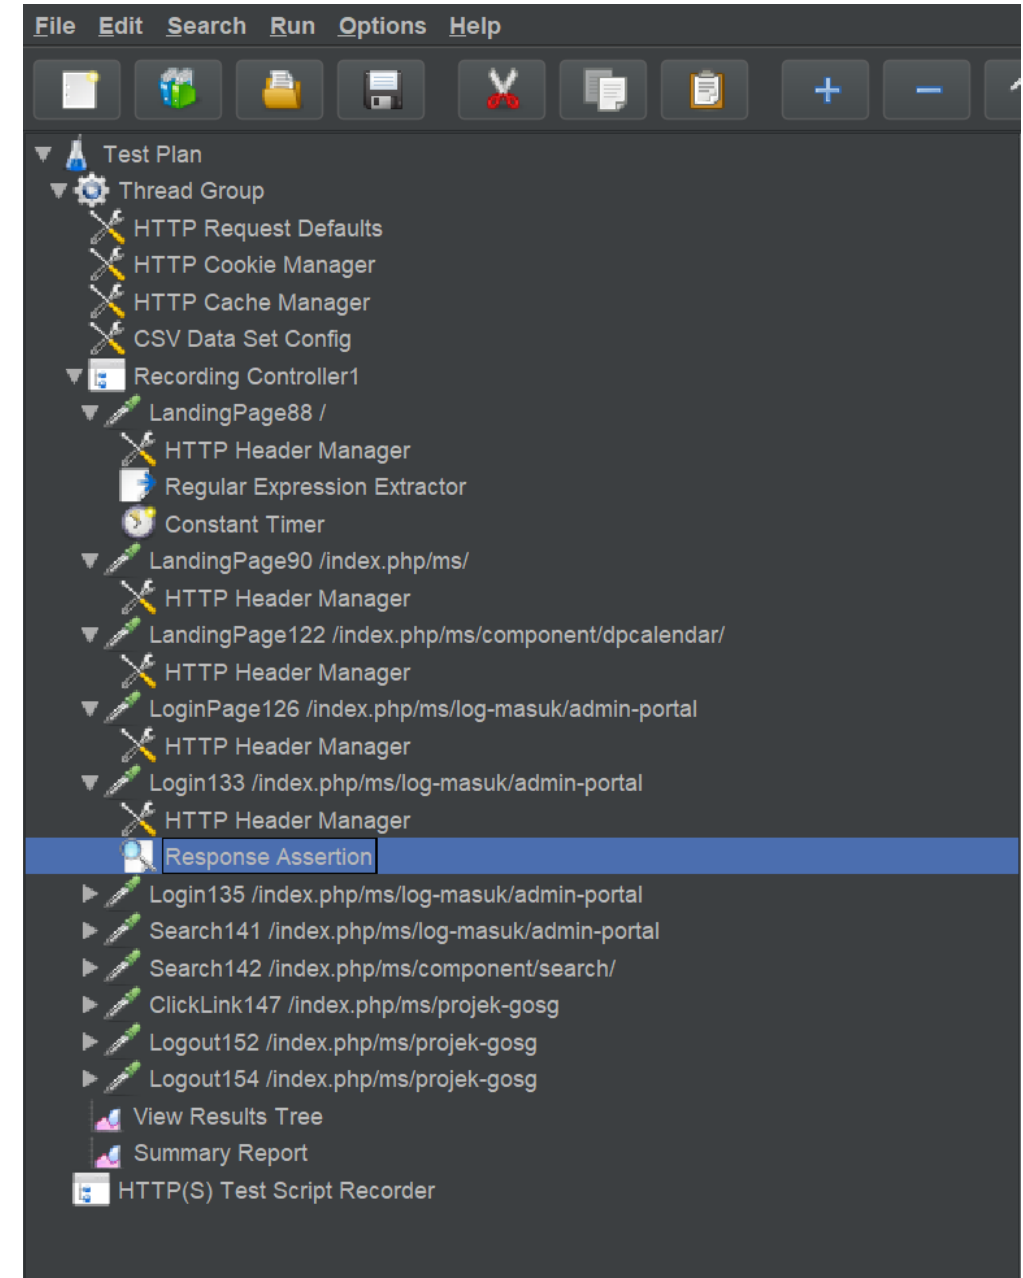 File Edit Search Run Options Help
Test Plan
Thread Group
HTTP Request Defaults
HTTP Cookie Manager
HTTP Cache Manager
CSV Data Set Config
Recording Controller1
LandingPage88 /
HTTP Header Manager
Regular Expression Extractor
Constant Timer
LandingPage90 /index.php/ms/
HTTP Header Manager
LandingPage122 /index.php/ms/component/dpcalendar/
HTTP Header Manager
LoginPage126 /index.php/ms/log-masuk/admin-portal
HTTP Header Manager
Login133 /index.php/ms/log-masuk/admin-portal
HTTP Header Manager
Response Assertion
Login135 /index.php/ms/log-masuk/admin-portal
Search141 /index.php/ms/log-masuk/admin-portal
Search142 /index.php/ms/component/search/
ClickLink147 /index.php/ms/projek-gosg
Logout152 /index.php/ms/projek-gosg
Logout154 /index.php/ms/projek-gosg
View Results Tree
Summary Report
HTTP(S) Test Script Recorder